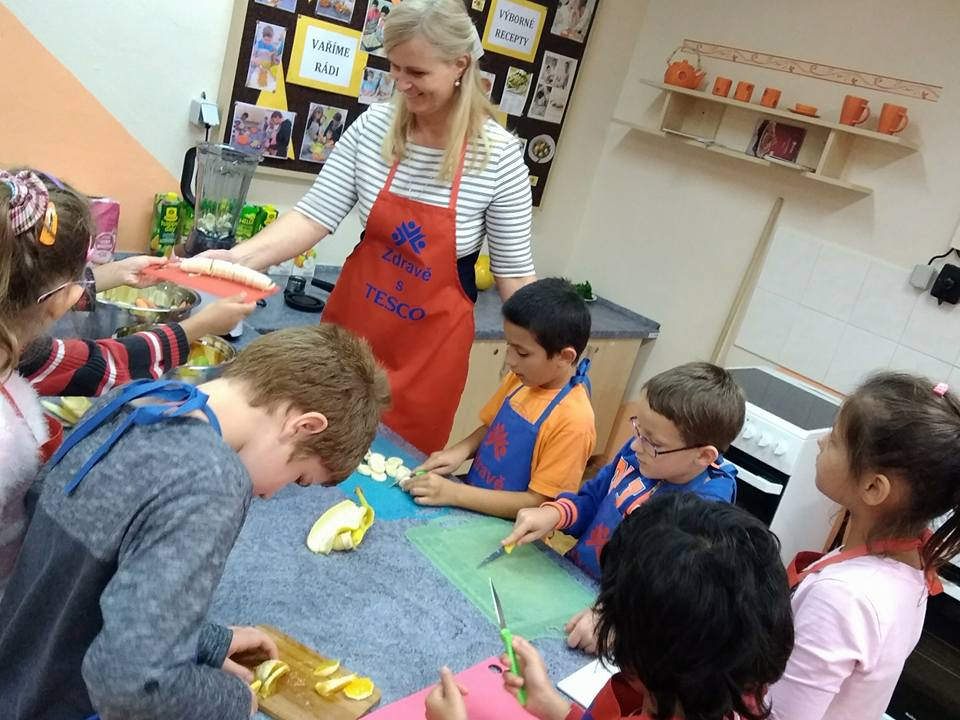 VAŘÍME
RÁDI
VÝBORNÉ
RECEPTY
Zdravě
s
TESCO